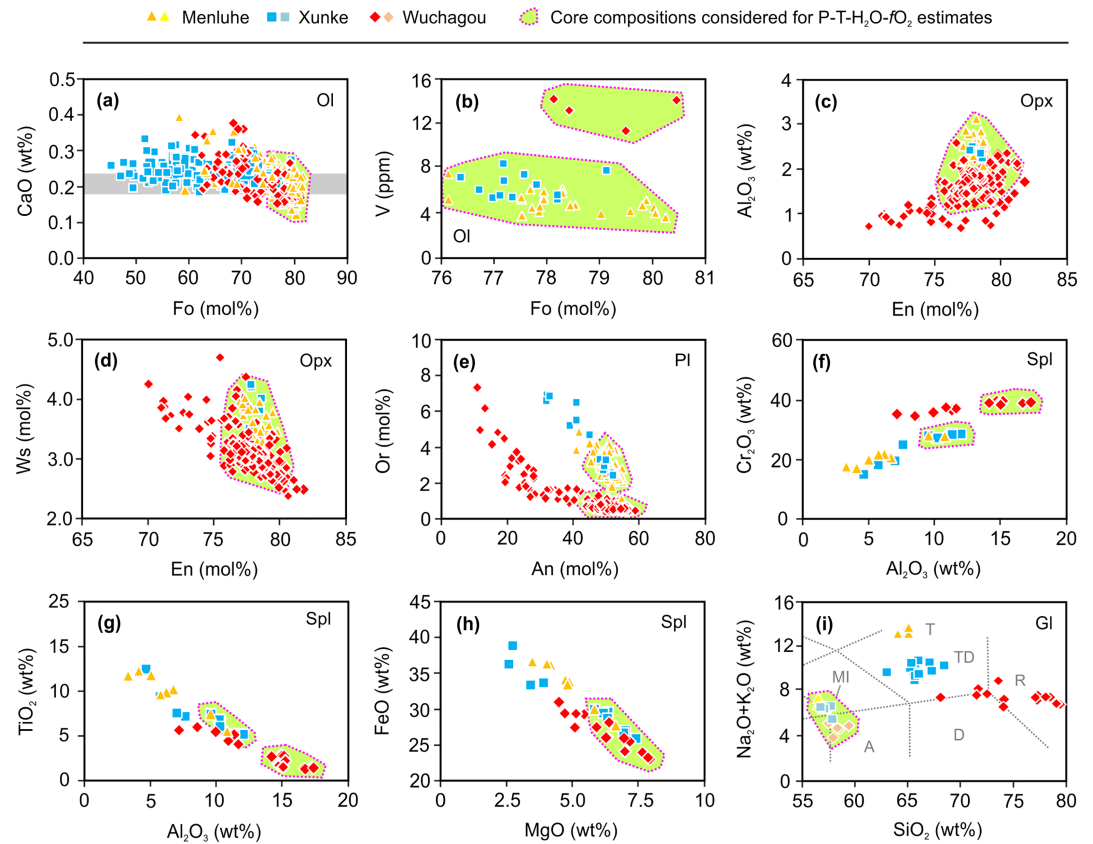 Menluhe Xunke Wuchagou Core compositions considered for P-T-H₂O-fO₂ estimates
(a) Ol
CaO (wt%)
0.5
0.4
0.3
0.2
0.1
0.0
40 50 60 70 80 90
Fo (mol%)
(b)
Ol
V (ppm)
16
12
8
4
0
76 77 78 79 80 81
Fo (mol%)
(c) Opx
Al₂O₃ (wt%)
4
3
2
1
0
65 70 75 80 85
En (mol%)
(d) Opx
Ws (mol%)
5.0
4.0
3.0
2.0
65 70 75 80 85
En (mol%)
(e) Pl
Or (mol%)
10
8
6
4
2
0
0 20 40 60 80
An (mol%)
(f) Spl
Cr₂O₃ (wt%)
60
40
20
0
0 5 10 15 20
Al₂O₃ (wt%)
(g) Spl
TiO₂ (wt%)
25
15
10
5
0
0 5 10 15 20
Al₂O₃ (wt%)
(h) Spl
FeO (wt%)
45
40
35
30
25
20
0 2.5 5.0 7.5 10
MgO (wt%)
(i) T Gl
TD
MI R
A D
Na₂O+K₂O (wt%)
16
12
8
4
0
55 60 65 70 75 80
SiO₂ (wt%)